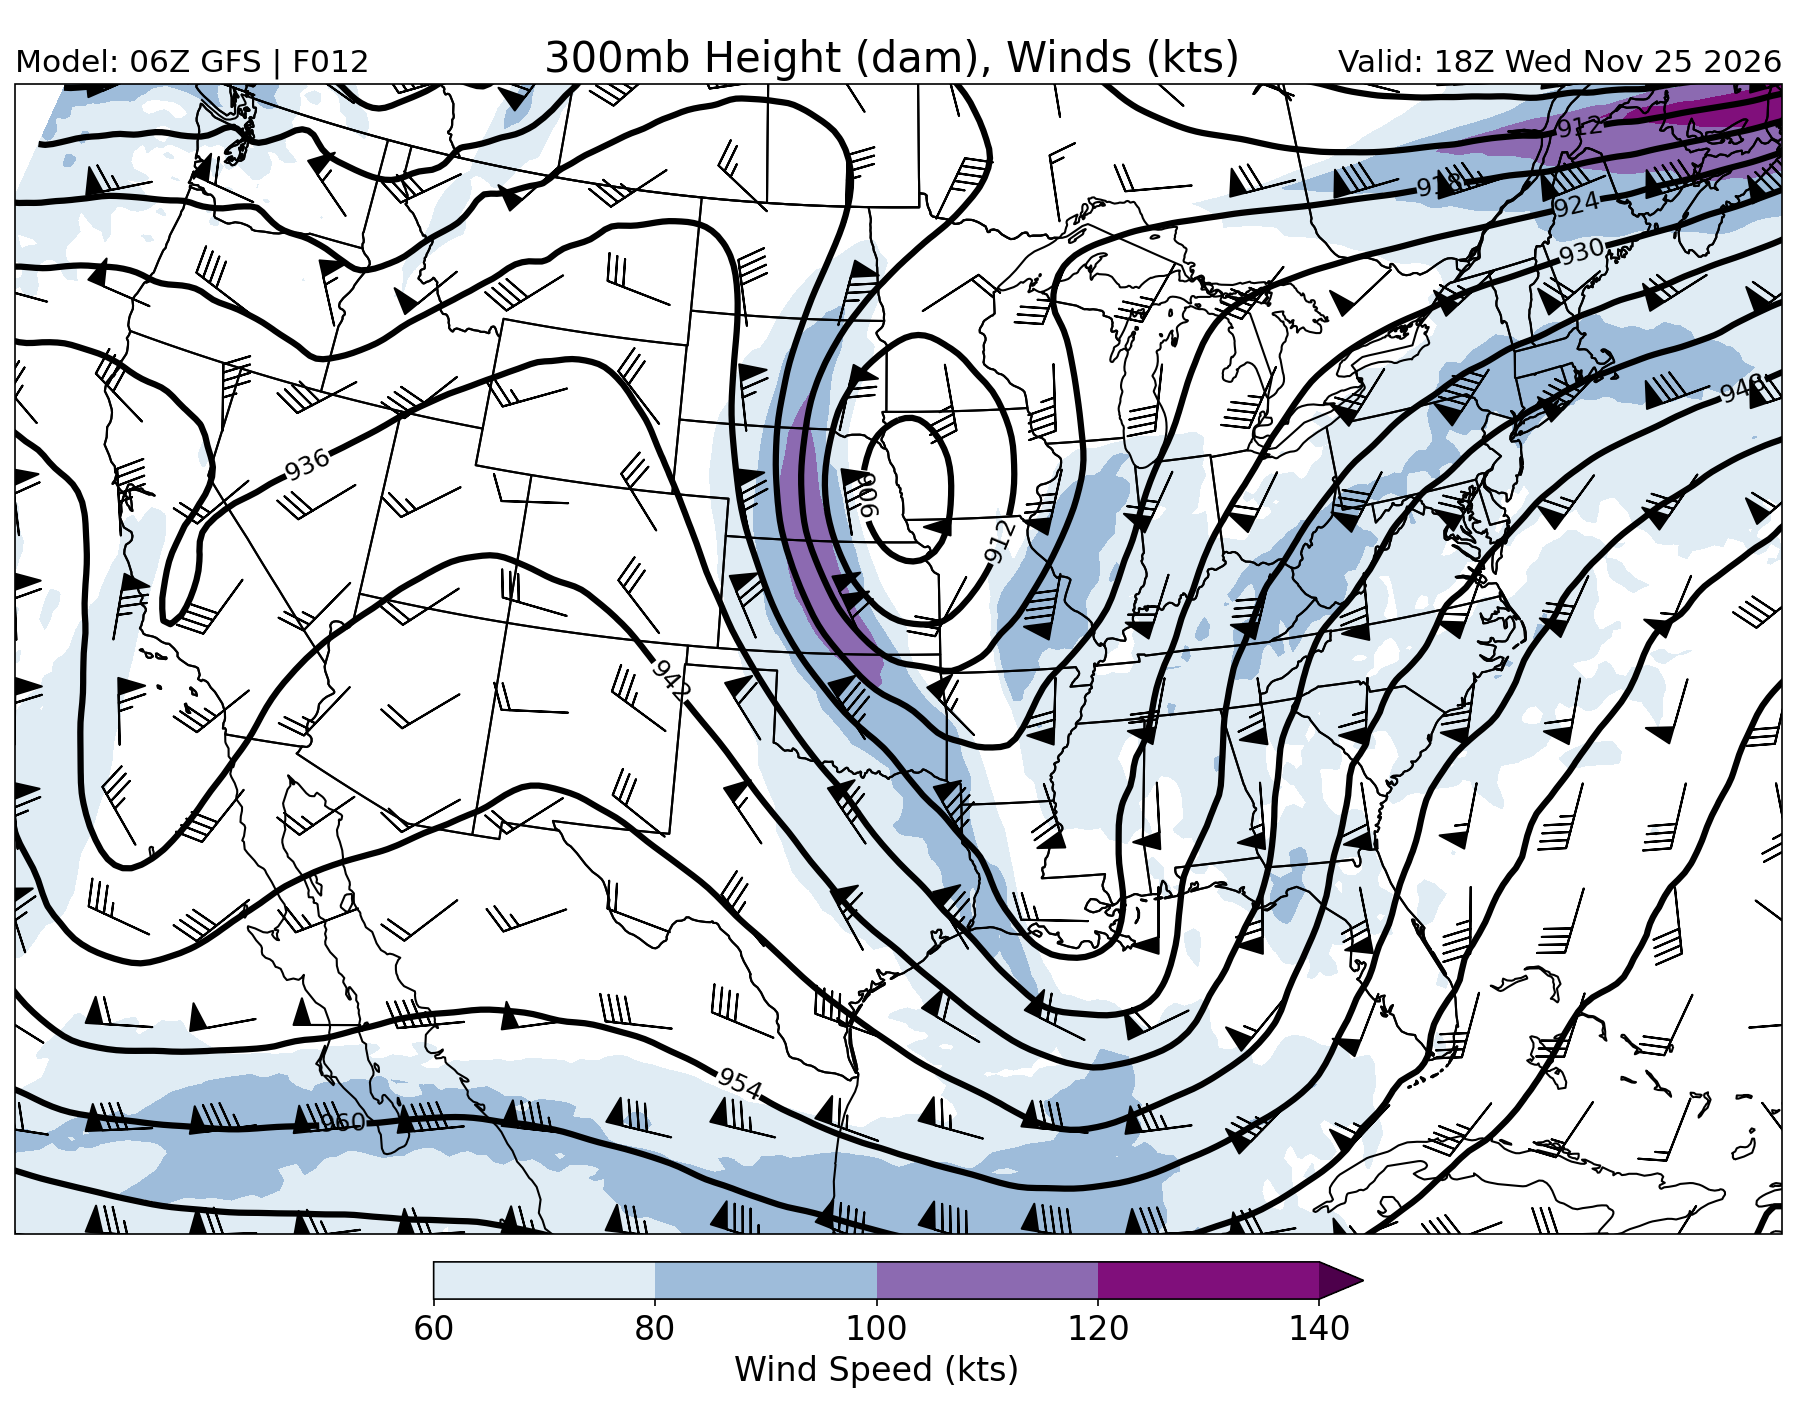 Model: 06Z GFS | F012
300mb Height (dam), Winds (kts)
Valid: 18Z Wed Nov 25 2026
912
918
924
930
948
936
906
912
942
954
960
60 80 100 120 140
Wind Speed (kts)